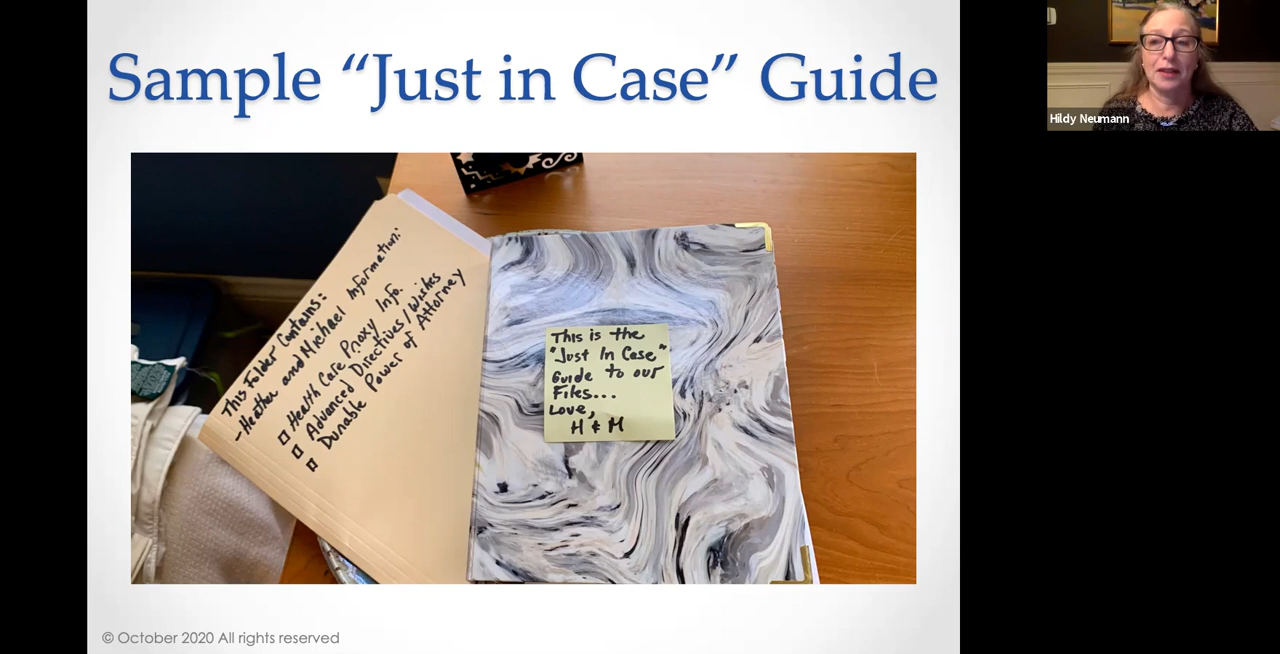 Sample “Just in Case” Guide
This Folder Contains:
- Heather and Michael Information:
Health Care Proxy Info.
Advanced Directives/Wishes
Durable Power of Attorney
This is the
"Just In Case"
Guide to our
Files...
Love,
H & M
© October 2020 All rights reserved
Hildy Neumann